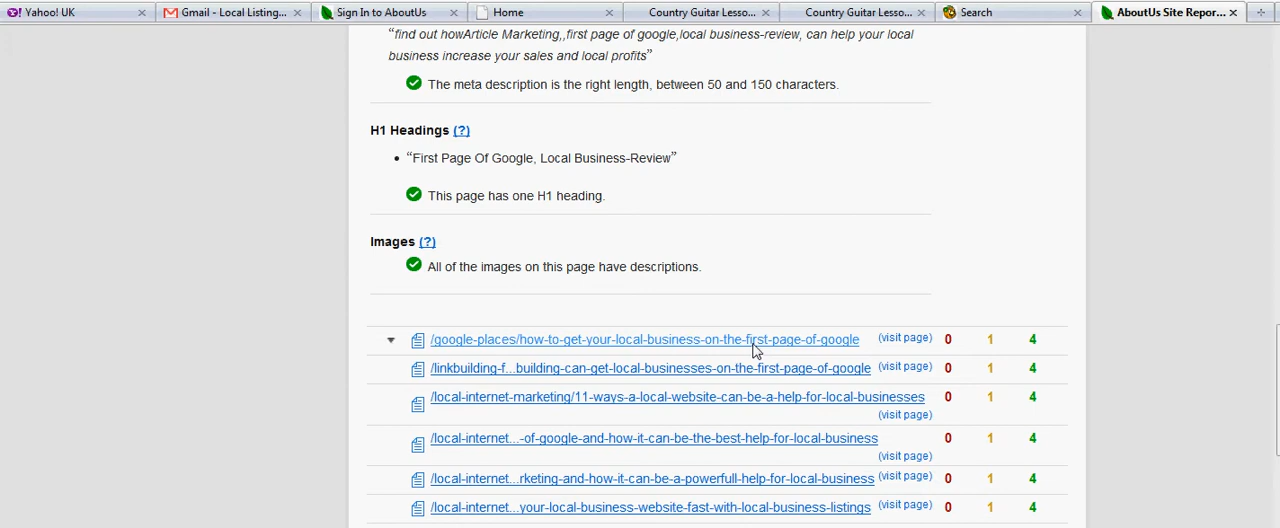 Yahoo! UK
Gmail - Local Listing...
Sign In to AboutUs
Home
Country Guitar Lesso...
Country Guitar Lesso...
Search
AboutUs Site Repor...
“find out howArticle Marketing,,first page of google,local business-review, can help your local
business increase your sales and local profits”
The meta description is the right length, between 50 and 150 characters.
H1 Headings (?)
• “First Page Of Google, Local Business-Review”
This page has one H1 heading.
Images (?)
All of the images on this page have descriptions.
/google-places/how-to-get-your-local-business-on-the-first-page-of-google (visit page) 0 1 4
/linkbuilding-f...building-can-get-local-businesses-on-the-first-page-of-google (visit page) 0 1 4
/local-internet-marketing/11-ways-a-local-website-can-be-a-help-for-local-businesses 0 1 4
(visit page)
/local-internet...-of-google-and-how-it-can-be-the-best-help-for-local-business 0 1 4
(visit page)
/local-internet...rketing-and-how-it-can-be-a-powerfull-help-for-local-business (visit page) 0 1 4
/local-internet...your-local-business-website-fast-with-local-business-listings (visit page) 0 1 4